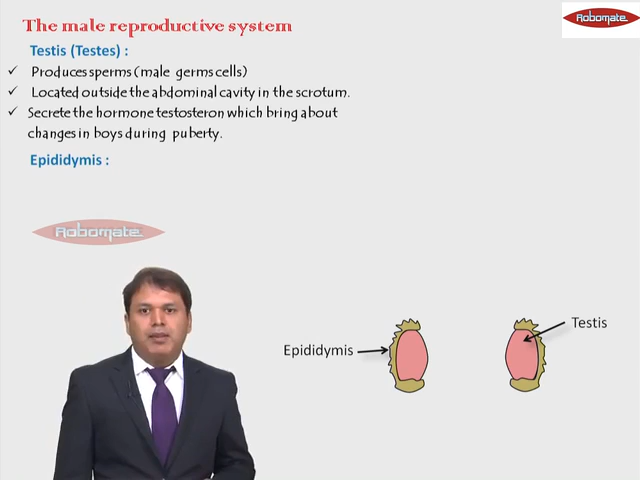 The male reproductive system
Robomate
Testis (Testes) :
✓ Produces sperms (male germs cells)
✓ Located outside the abdominal cavity in the scrotum.
✓ Secrete the hormone testosteron which bring about
changes in boys during puberty.
Epididymis :
Robomate
Testis
Epididymis